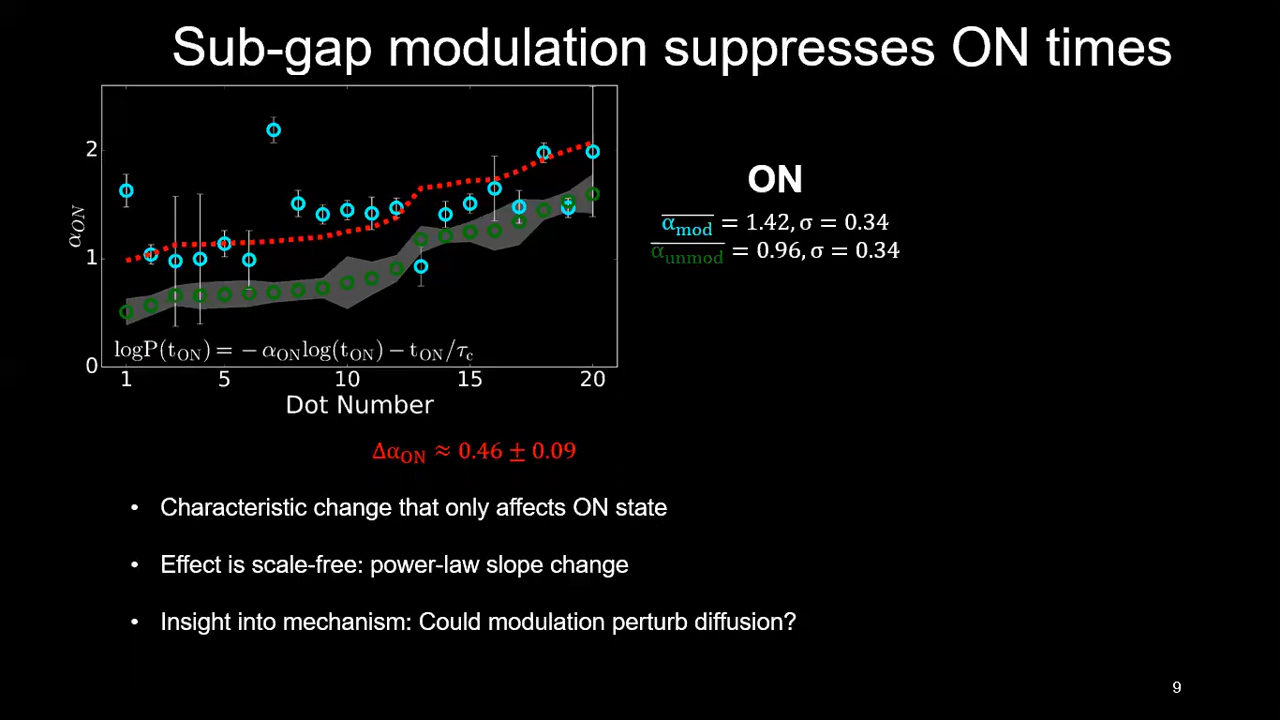 Sub-gap modulation suppresses ON times
2
1
0
α_ON
logP(t_ON) = − α_ON log(t_ON) − t_ON/τ_c
1 5 10 15 20
Dot Number
Δα_ON ≈ 0.46 ± 0.09
ON
α̅_mod = 1.42, σ = 0.34
α̅_unmod = 0.96, σ = 0.34
• Characteristic change that only affects ON state
• Effect is scale-free: power-law slope change
• Insight into mechanism: Could modulation perturb diffusion?
9